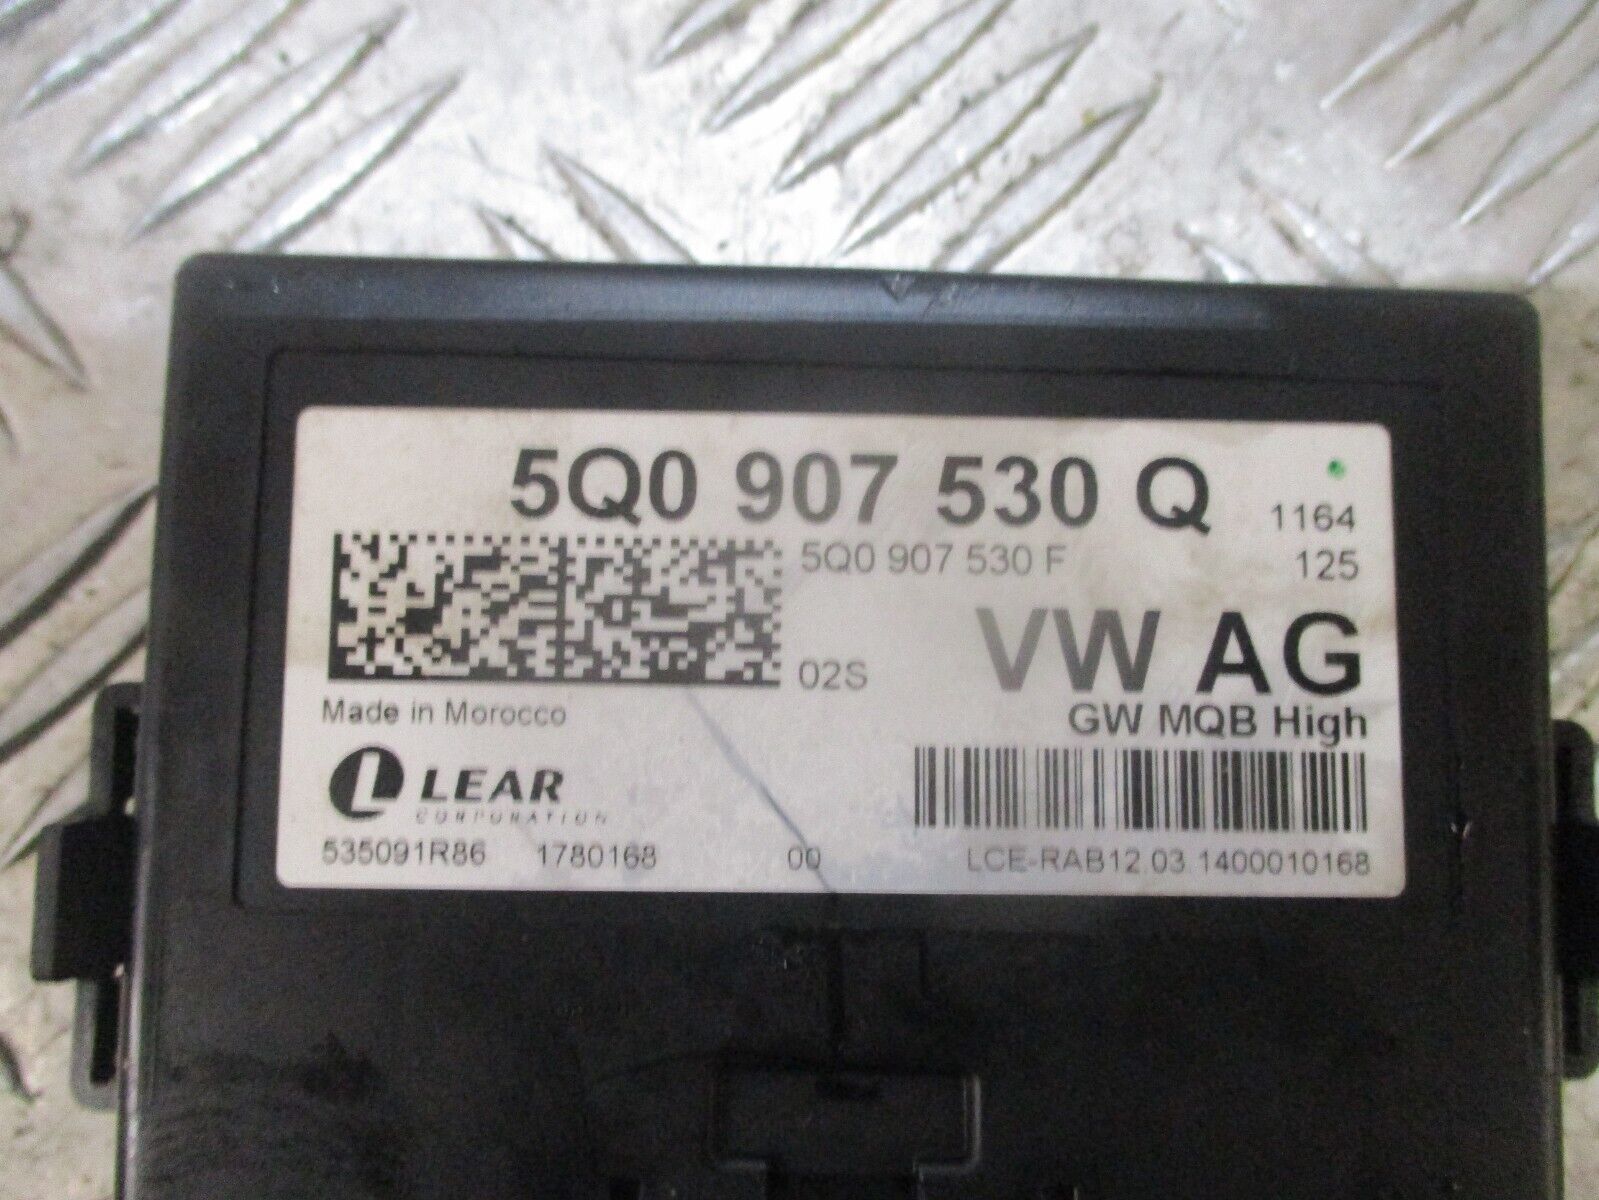 5Q0 907 530 Q
1164
5Q0 907 530 F
125
VW AG
02S
GW MQB High
Made in Morocco
LEAR
CORPORATION
535091R86 1780168 00 LCE-RAB12.03.1400010168